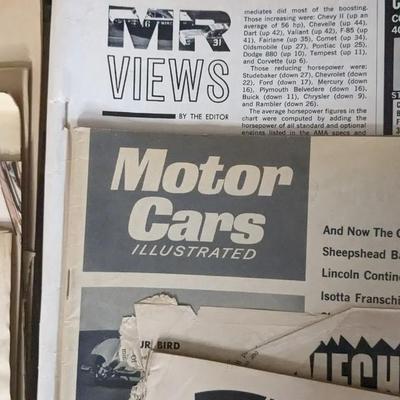 MR
VIEWS
BY THE EDITOR
mediates did most of the boosting.
Those increasing were: Chevy II (up an
average of 56 hp), Chevelle (up 44),
Dart (up 42), Valiant (up 42), F-85 (up
41), Fairlane (up 35), Comet (up 34),
Oldsmobile (up 27), Pontiac (up 25),
Dodge 880 (up 10), Tempest (up 11),
and Corvette (up 6).
Those reducing horsepower were:
Studebaker (down 27), Chevrolet (down
22), Ford (down 17), Mercury (down
16), Plymouth Belvedere (down 16),
Buick (down 11), Chrysler (down 9),
and Rambler (down 26).
The average horsepower figures in the
chart were computed by adding the
horsepower of all standard and optional
engines listed in the AMA specs and
Motor
Cars
ILLUSTRATED
And Now The
Sheepshead Ba
Lincoln Contin
Isotta Franschi
BIRD
MECH